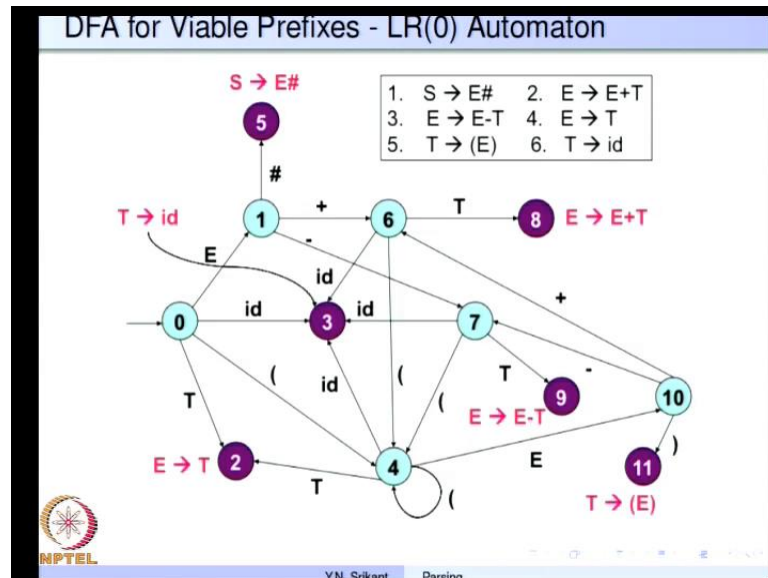 DFA for Viable Prefixes - LR(0) Automaton
S → E#
1. S → E# 2. E → E+T
3. E → E-T 4. E → T
5. T → (E) 6. T → id
5
#
T → id
1
+
6
T
8
E → E+T
E
-
id
+
0
id
3
id
7
(
id
(
(
T
-
T
9
10
E → E-T
E → T
2
T
4
(
E
11
)
T → (E)
NPTEL
Y.N. Srikant Parsing